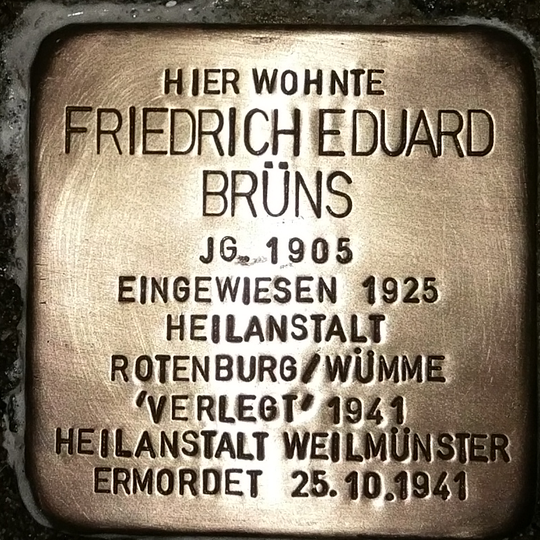 HIER WOHNTE
FRIEDRICH EDUARD
BRÜNS
JG. 1905
EINGEWIESEN 1925
HEILANSTALT
ROTENBURG/WÜMME
'VERLEGT' 1941
HEILANSTALT WEILMÜNSTER
ERMORDET 25.10.1941